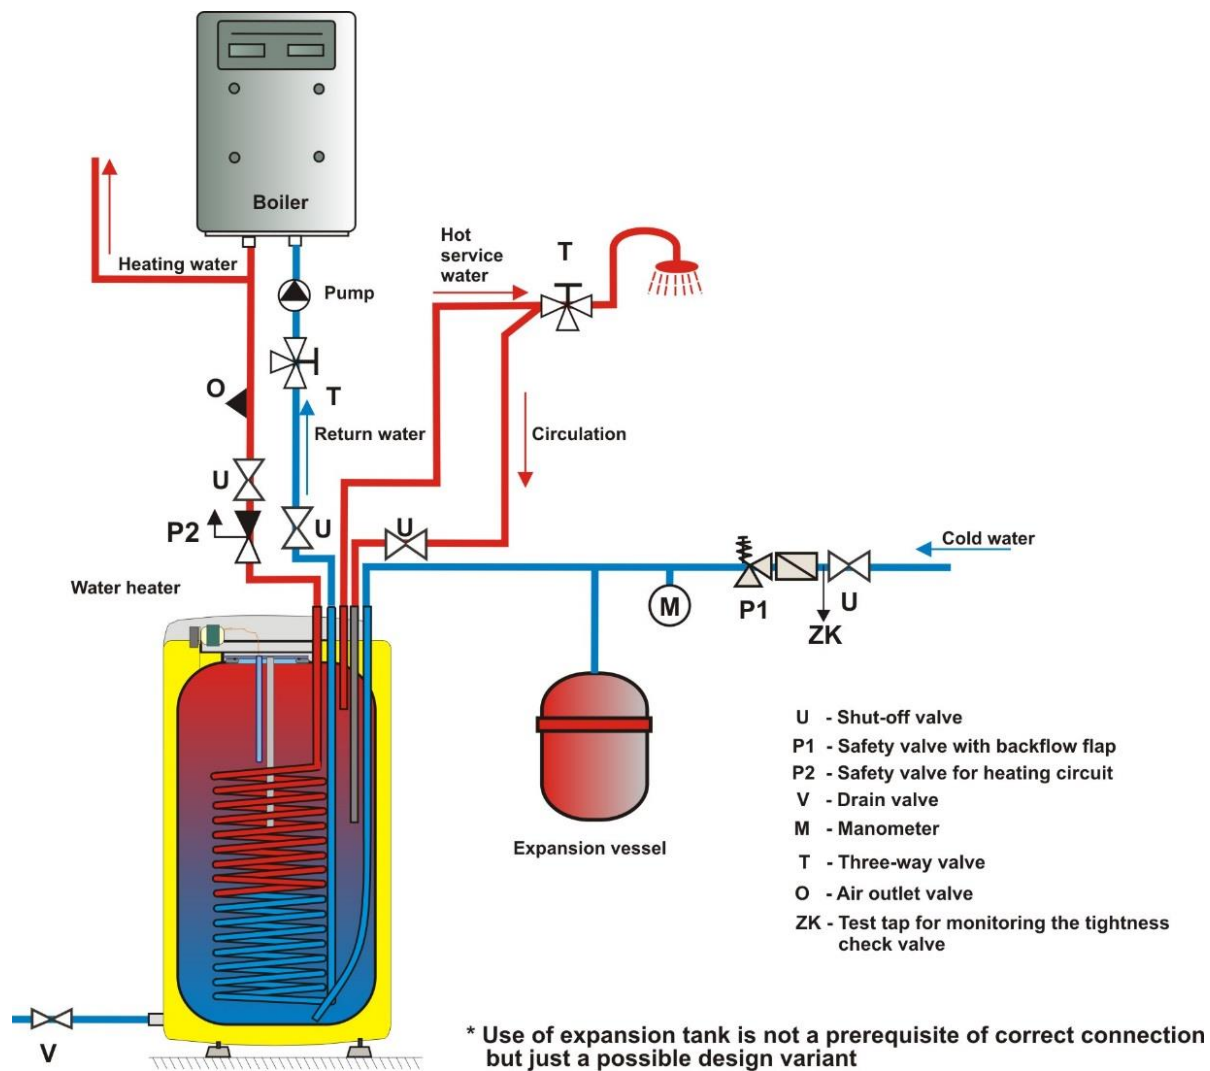 Boiler
Heating water
Pump
Hot
service
water
T
O
T
Return water
Circulation
U
P2
U
U
Cold water
Water heater
M
P1
U
ZK
U - Shut-off valve
P1 - Safety valve with backflow flap
P2 - Safety valve for heating circuit
V - Drain valve
M - Manometer
T - Three-way valve
O - Air outlet valve
ZK - Test tap for monitoring the tightness
check valve
Expansion vessel
V
* Use of expansion tank is not a prerequisite of correct connection
but just a possible design variant